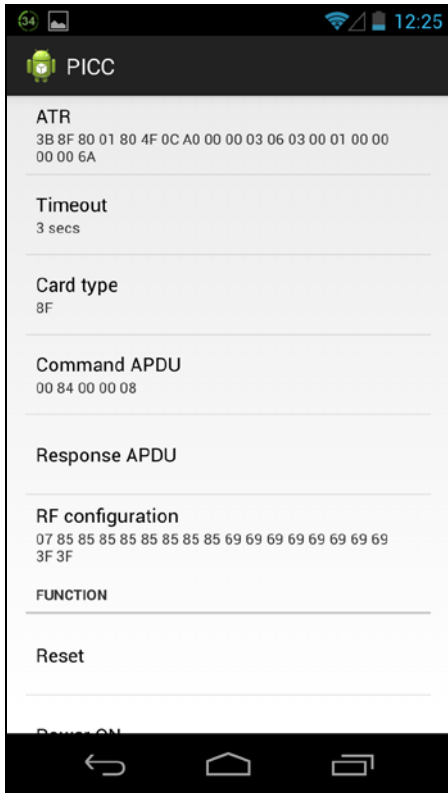 34
12:25
PICC
ATR
3B 8F 80 01 80 4F 0C A0 00 00 03 06 03 00 01 00 00
00 00 6A
Timeout
3 secs
Card type
8F
Command APDU
00 84 00 00 08
Response APDU
RF configuration
07 85 85 85 85 85 85 85 85 69 69 69 69 69 69 69 69
3F 3F
FUNCTION
Reset
Power ON